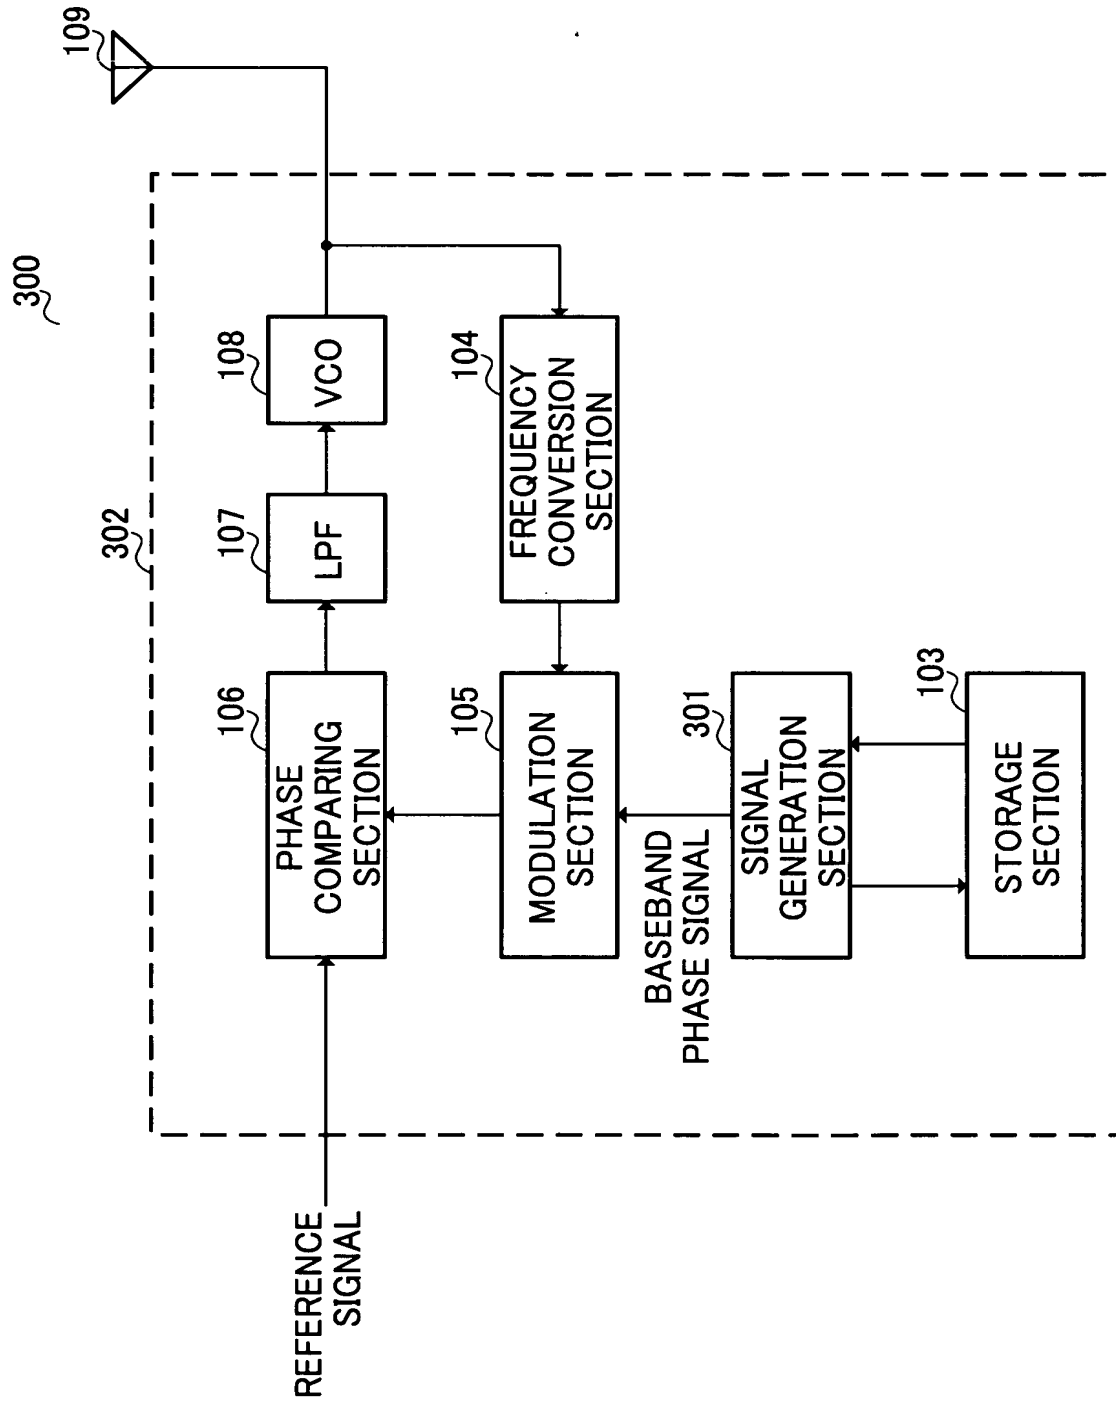 300
302
109
REFERENCE
SIGNAL
106
PHASE
COMPARING
SECTION
107
LPF
108
VCO
105
MODULATION
SECTION
104
FREQUENCY
CONVERSION
SECTION
BASEBAND
PHASE SIGNAL
301
SIGNAL
GENERATION
SECTION
103
STORAGE
SECTION